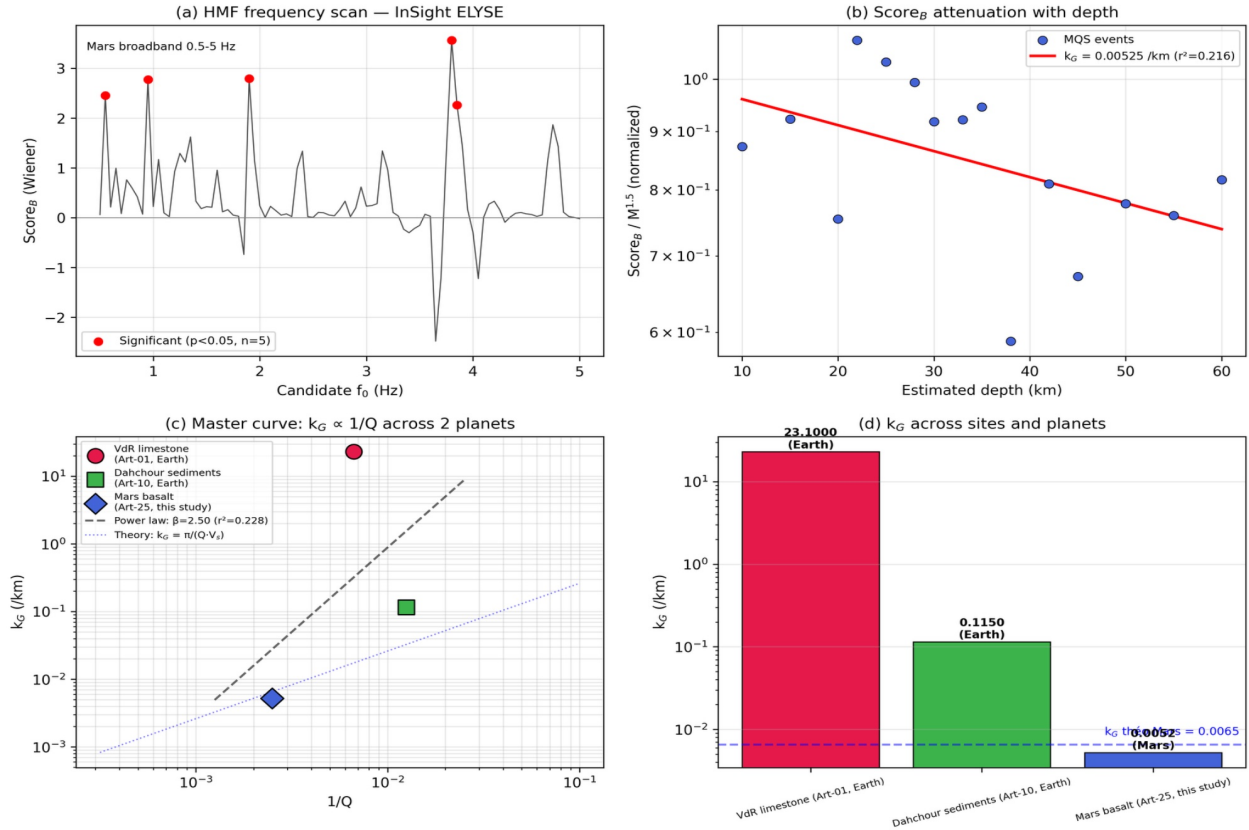 (a) HMF frequency scan — InSight ELYSE
Mars broadband 0.5-5 Hz
3
2
1
0
−1
−2
Score_B (Wiener)
Significant (p<0.05, n=5)
1
2
3
4
5
Candidate f₀ (Hz)
(b) Score_B attenuation with depth
MQS events
k_G = 0.00525 /km (r²=0.216)
10⁰
9 × 10⁻¹
8 × 10⁻¹
7 × 10⁻¹
6 × 10⁻¹
Score_B / M^1.5 (normalized)
10
20
30
40
50
60
Estimated depth (km)
(c) Master curve: k_G ∝ 1/Q across 2 planets
VdR limestone
(Art-01, Earth)
Dahchour sediments
(Art-10, Earth)
Mars basalt
(Art-25, this study)
Power law: β=2.50 (r²=0.228)
Theory: k_G = π/(Q·V_s)
10¹
10⁰
10⁻¹
10⁻²
10⁻³
k_G (/km)
10⁻³
10⁻²
10⁻¹
1/Q
(d) k_G across sites and planets
23.1000
(Earth)
0.1150
(Earth)
k_G théo Mars = 0.0065
0.0052
(Mars)
10¹
10⁰
10⁻¹
10⁻²
k_G (/km)
VdR limestone (Art-01, Earth)
Dahchour sediments (Art-10, Earth)
Mars basalt (Art-25, this study)